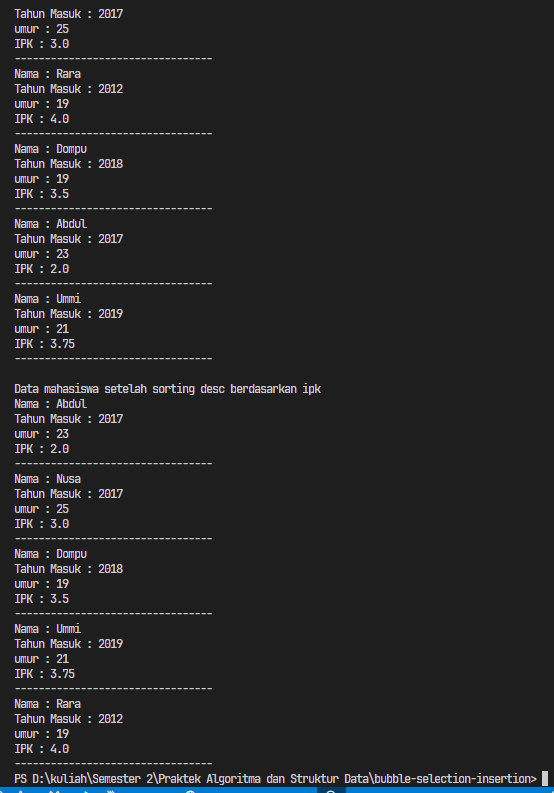 Tahun Masuk : 2017
umur : 25
IPK : 3.0
---------------------------------
Nama : Rara
Tahun Masuk : 2012
umur : 19
IPK : 4.0
---------------------------------
Nama : Dompu
Tahun Masuk : 2018
umur : 19
IPK : 3.5
---------------------------------
Nama : Abdul
Tahun Masuk : 2017
umur : 23
IPK : 2.0
---------------------------------
Nama : Ummi
Tahun Masuk : 2019
umur : 21
IPK : 3.75
---------------------------------
Data mahasiswa setelah sorting desc berdasarkan ipk
Nama : Abdul
Tahun Masuk : 2017
umur : 23
IPK : 2.0
---------------------------------
Nama : Nusa
Tahun Masuk : 2017
umur : 25
IPK : 3.0
---------------------------------
Nama : Dompu
Tahun Masuk : 2018
umur : 19
IPK : 3.5
---------------------------------
Nama : Ummi
Tahun Masuk : 2019
umur : 21
IPK : 3.75
---------------------------------
Nama : Rara
Tahun Masuk : 2012
umur : 19
IPK : 4.0
---------------------------------
PS D:\kuliah\Semester 2\Praktek Algoritma dan Struktur Data\bubble-selection-insertion>